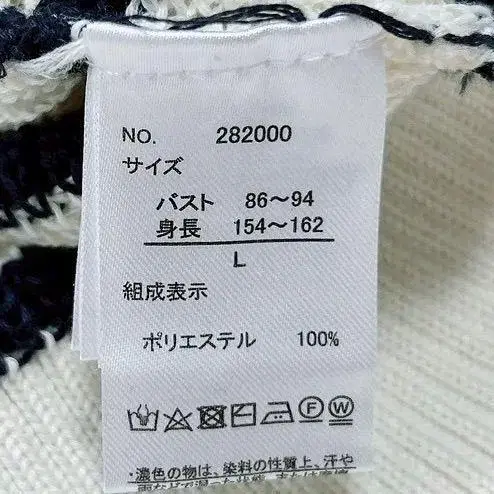 NO. 282000
サイズ
バスト 86～94
身長 154～162
L
組成表示
ポリエステル 100%
F W
・濃色の物は、染料の性質上、汗や